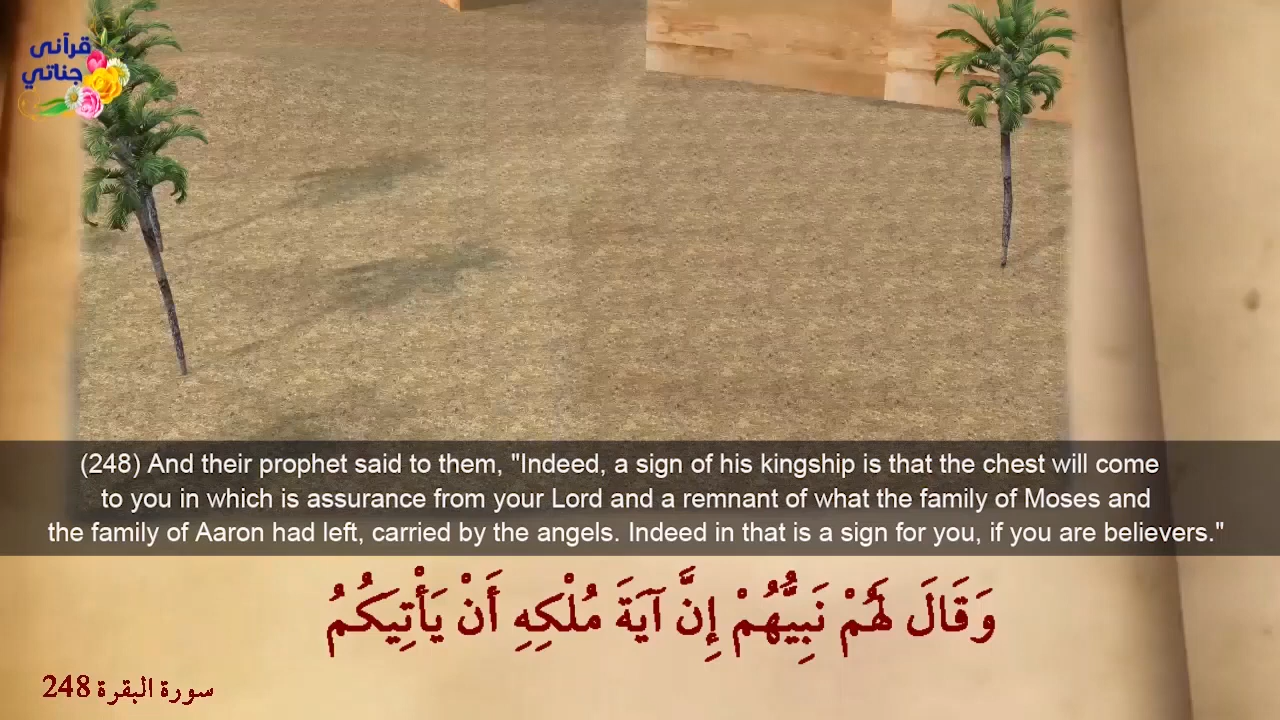 قرآنى
جناتي
(248) And their prophet said to them, "Indeed, a sign of his kingship is that the chest will come
to you in which is assurance from your Lord and a remnant of what the family of Moses and
the family of Aaron had left, carried by the angels. Indeed in that is a sign for you, if you are believers."
وَقَالَ لَهُمْ نَبِيُّهُمْ إِنَّ آيَةَ مُلْكِهِ أَنْ يَأْتِيَكُمُ
سورة البقرة 248